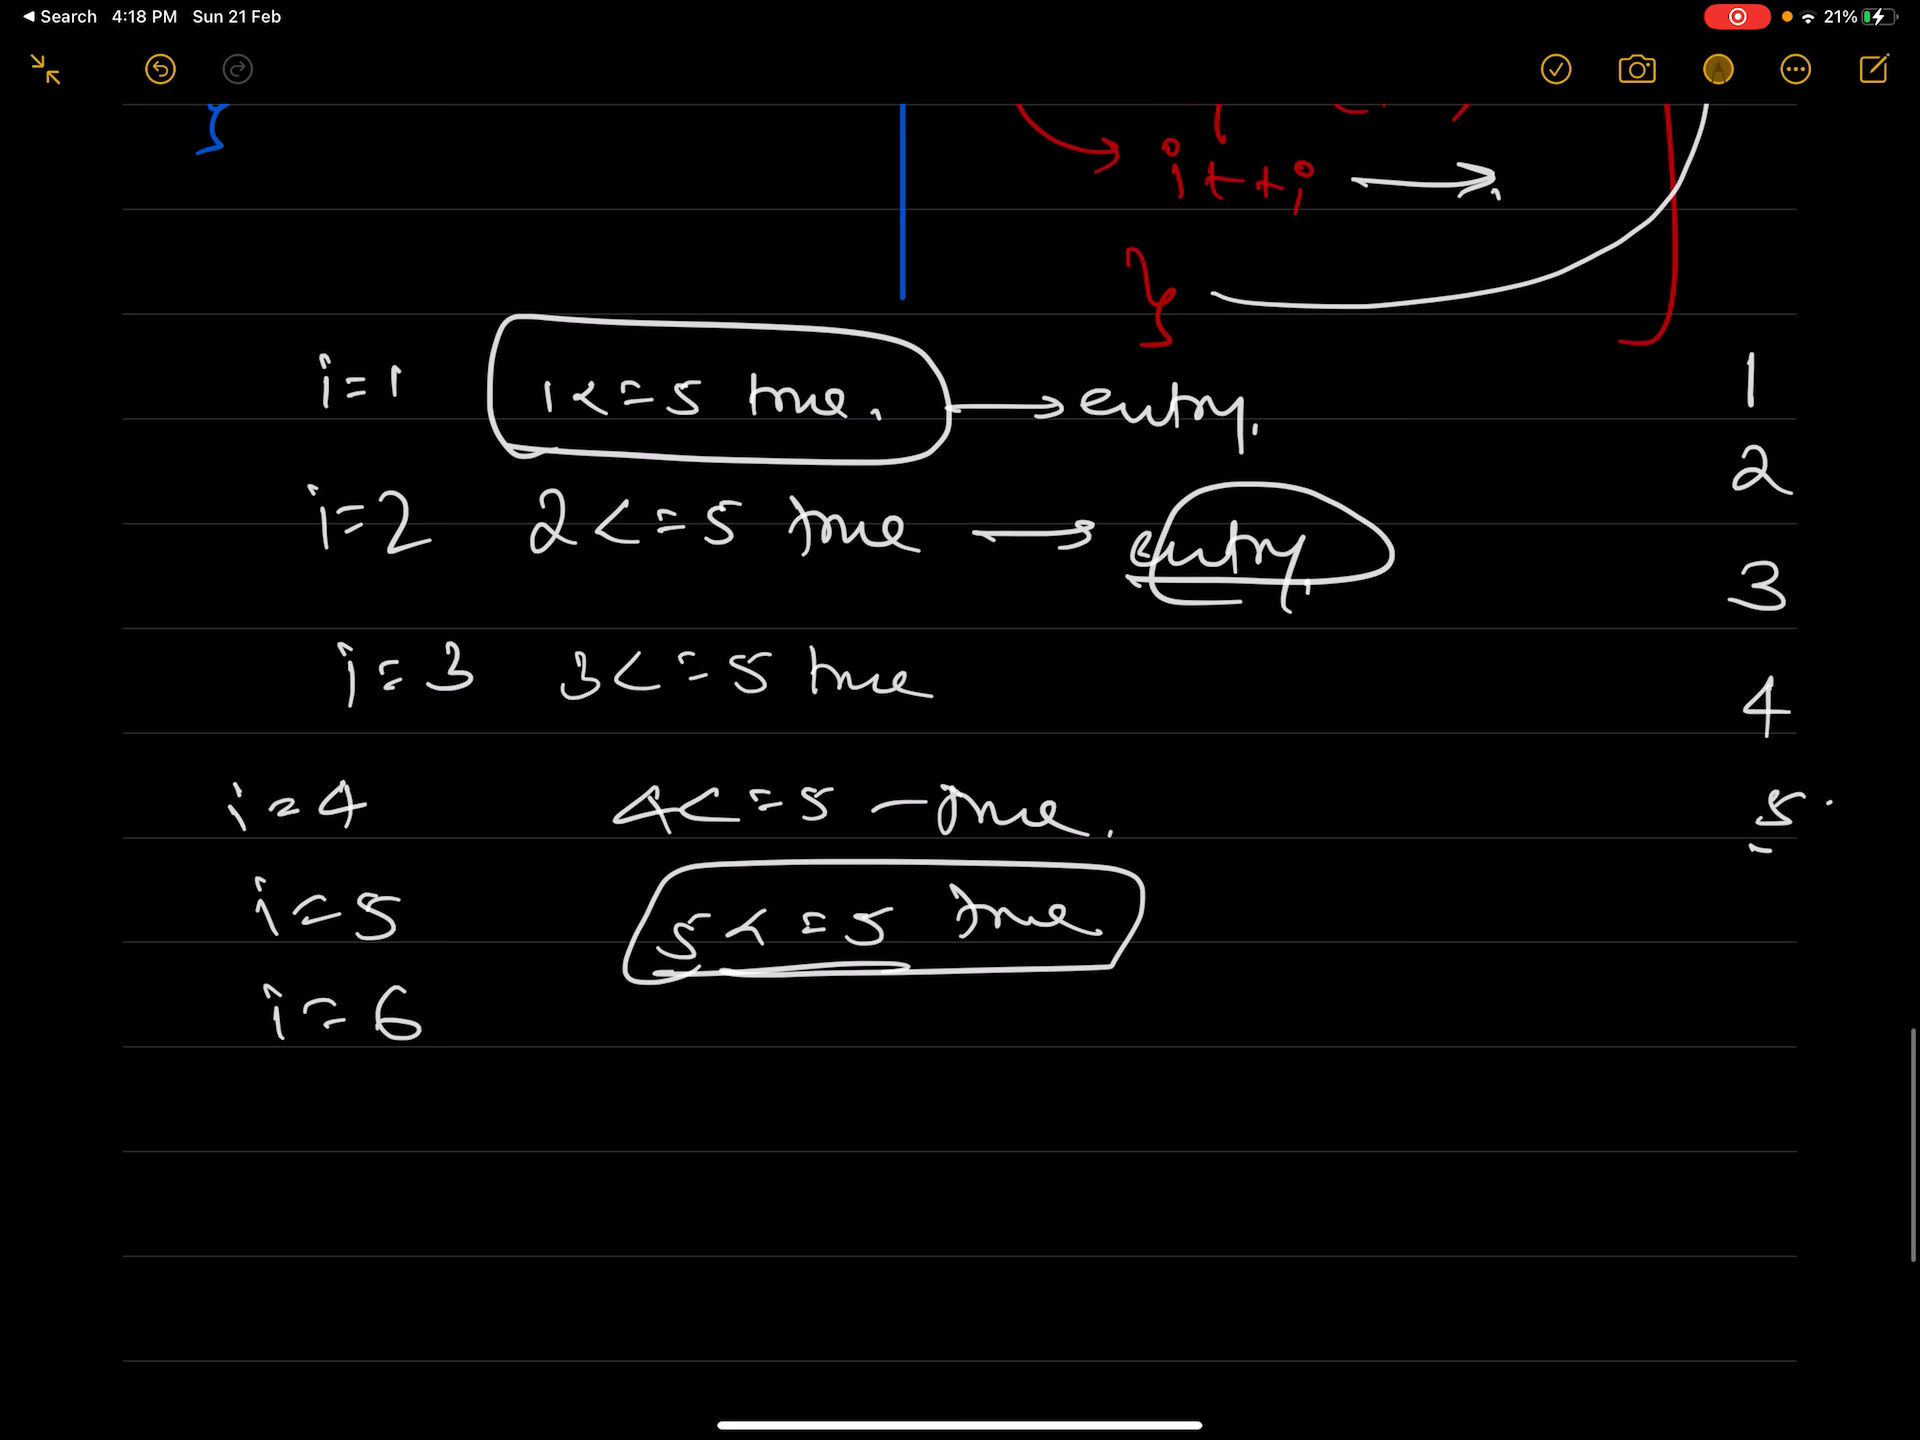 Search 4:18 PM Sun 21 Feb 21%
}
i++;
}
i=1 1<=5 true. → entry. 1
i=2 2<=5 true → entry. 2
3
i=3 3<=5 true
4
i=4 4<=5 – true. 5.
i=5 5<=5 true
i=6